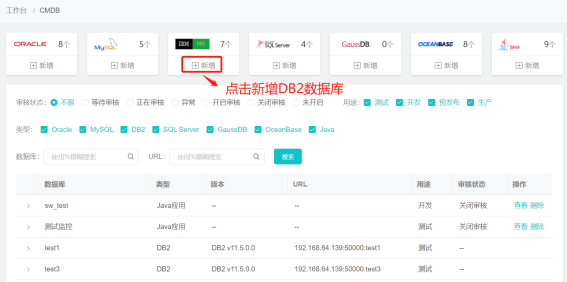 工作台 / CMDB
ORACLE 8个 MySQL 5个 IBM DB2 7个 SQL Server 4个 GaussDB 0个 OCEANBASE 8个 java 9个
新增 新增 新增 新增 新增 新增 新增
点击新增DB2数据库
审核状态: 不限 等待审核 正在审核 异常 开启审核 关闭审核 未开启 用途: 测试 开发 预发布 生产
类型: Oracle MySQL DB2 SQL Server GaussDB OceanBase Java
数据库: 使用%模糊搜索 URL: 使用%模糊搜索 搜索
数据库 类型 版本 URL 用途 审核状态 操作
sw_test Java应用 -- -- 开发 关闭审核 查看 删除
测试监控 Java应用 -- -- 测试 关闭审核 查看 删除
test1 DB2 DB2 v11.5.0.0 192.168.64.139:50000:test1 测试 --
test3 DB2 DB2 v11.5.0.0 192.168.64.139:50000:test3 测试 --